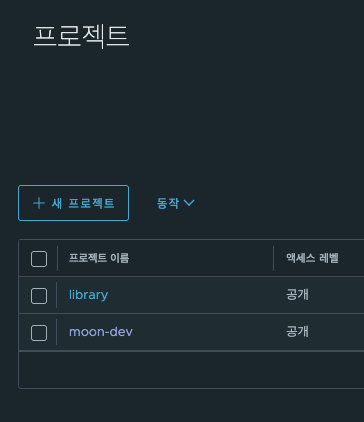 프로젝트
+ 새 프로젝트 동작
프로젝트 이름 액세스 레벨
library 공개
moon-dev 공개